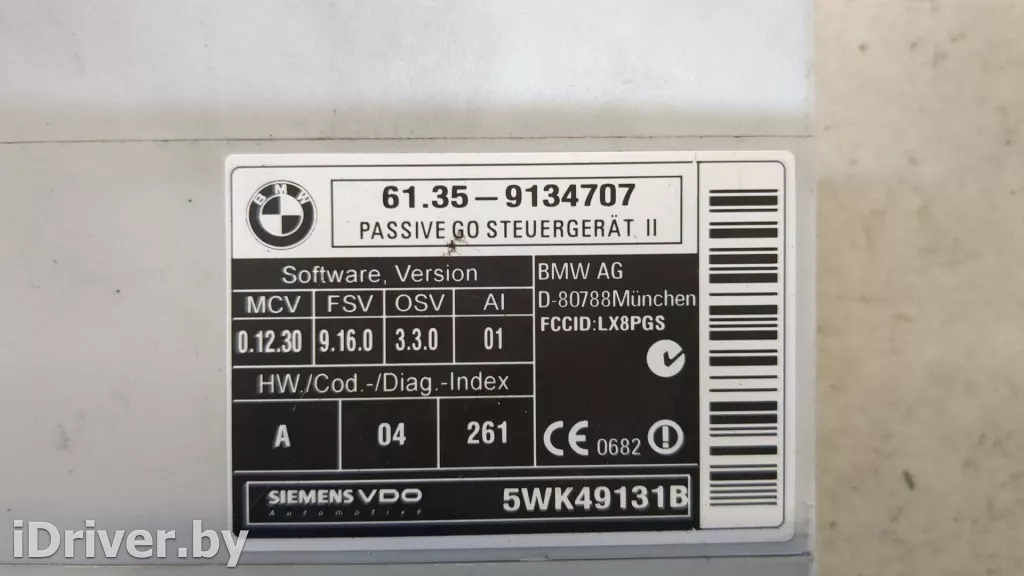 BMW
61.35-9134707
PASSIVE GO STEUERGERÄT II
Software, Version
MCV FSV OSV AI
0.12.30 9.16.0 3.3.0 01
HW./Cod.-/Diag.-Index
A 04 261
BMW AG
D-80788München
FCCID:LX8PGS
CE 0682
SIEMENS VDO
Automotive
5WK49131B
iDriver.by